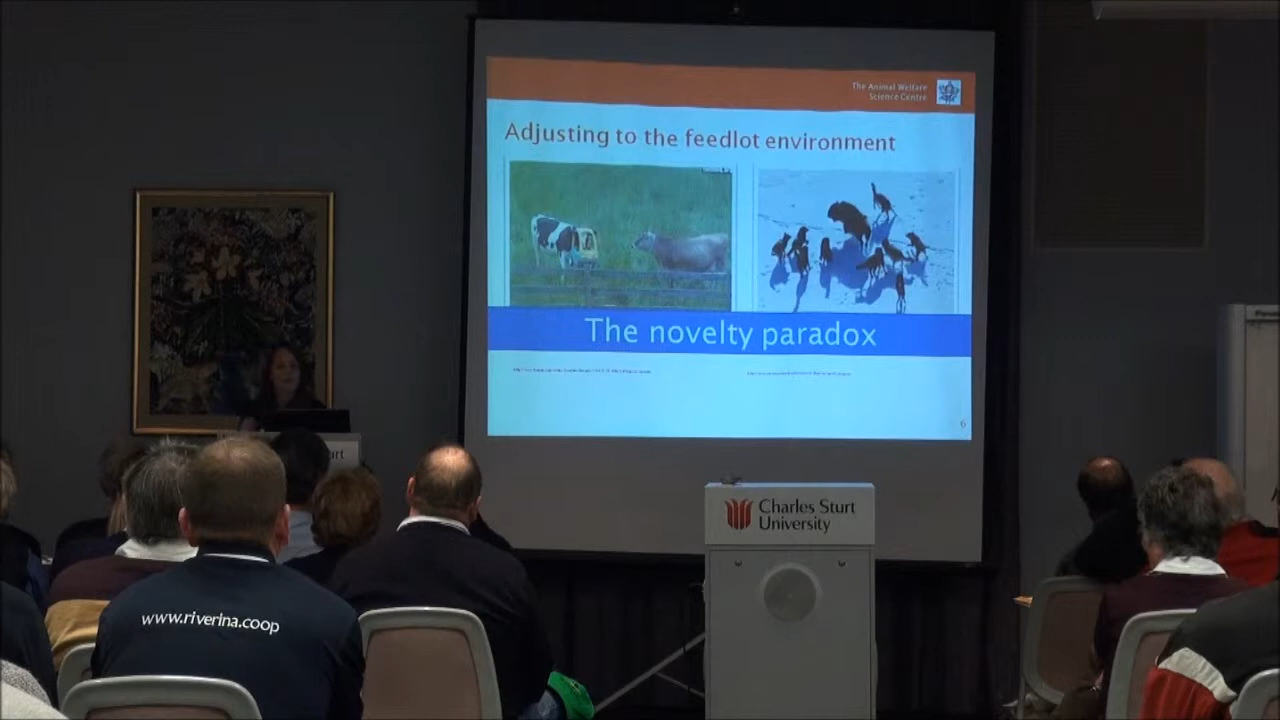 The Animal Welfare
Science Centre
Adjusting to the feedlot environment
The novelty paradox
6
Charles Sturt
University
www.riverina.coop